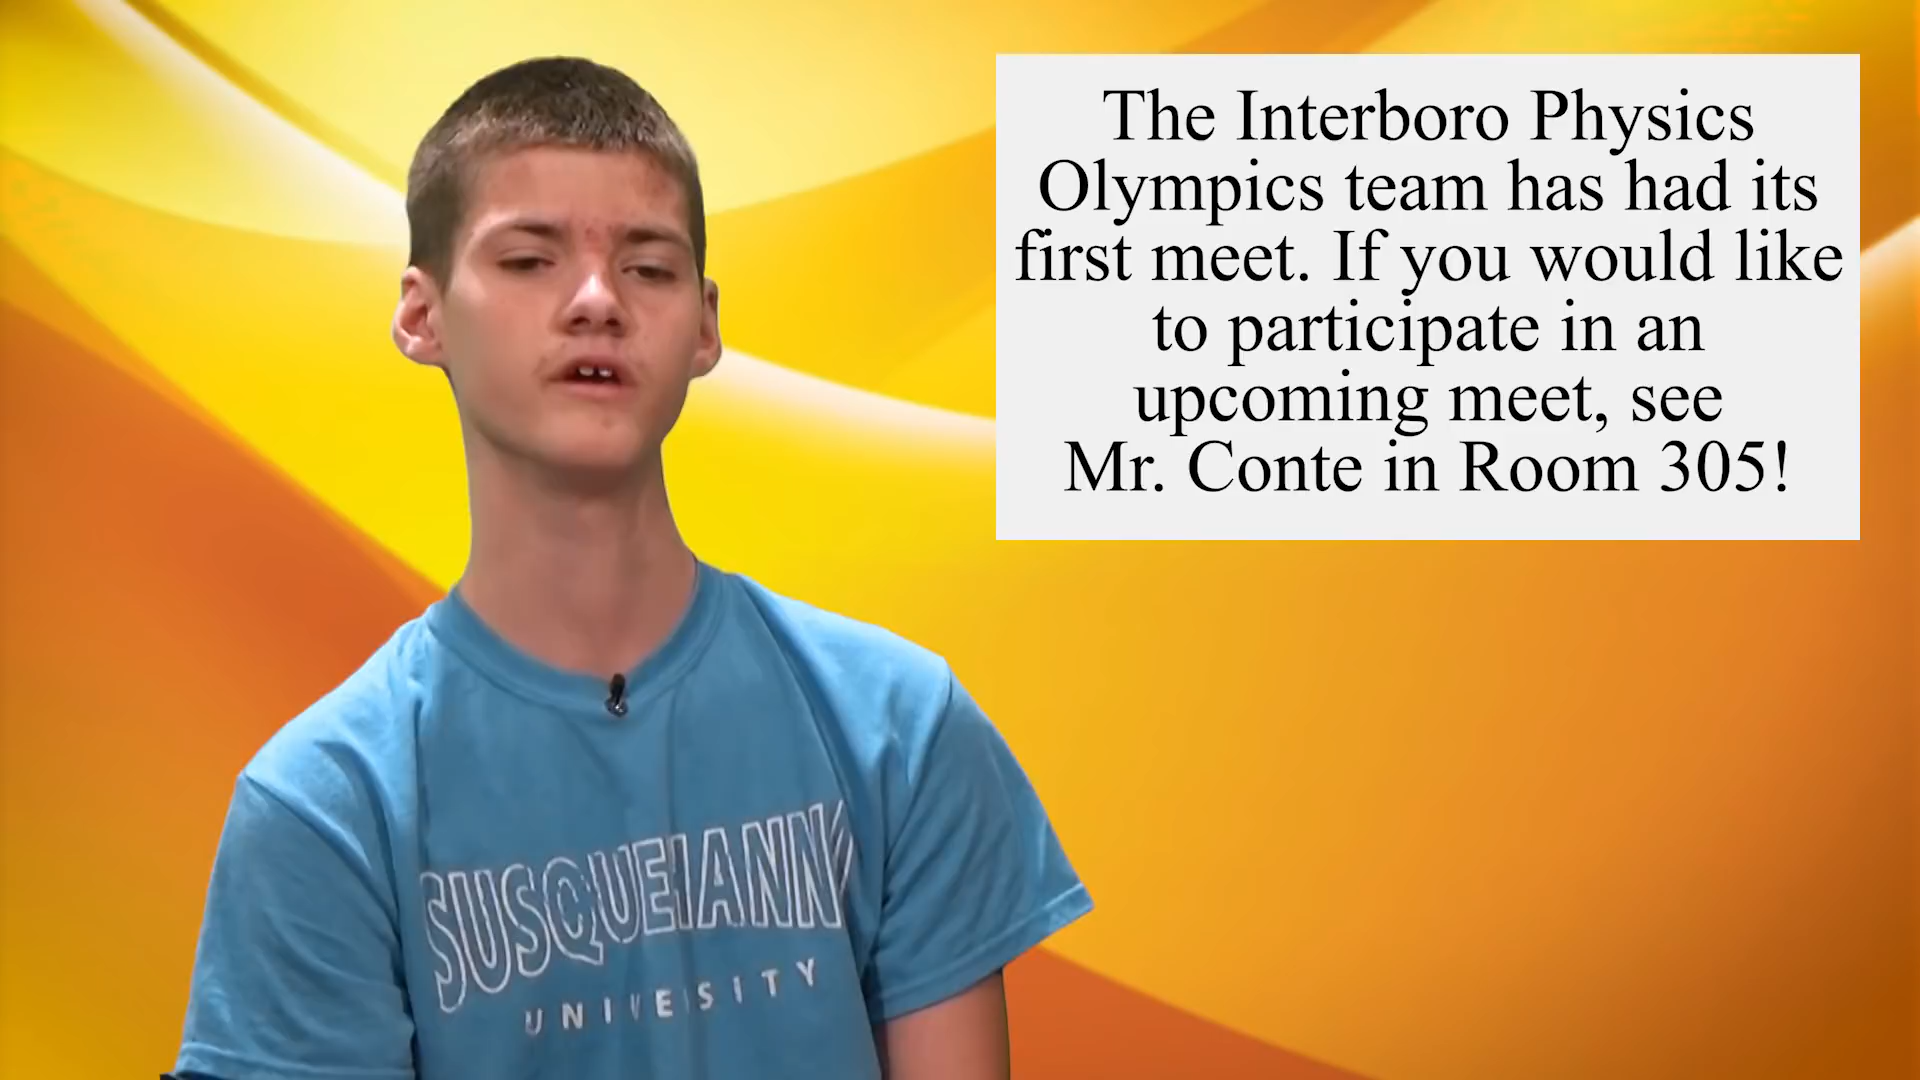 The Interboro Physics
Olympics team has had its
first meet. If you would like
to participate in an
upcoming meet, see
Mr. Conte in Room 305!
SUSQUEHANNA
UNIVERSITY